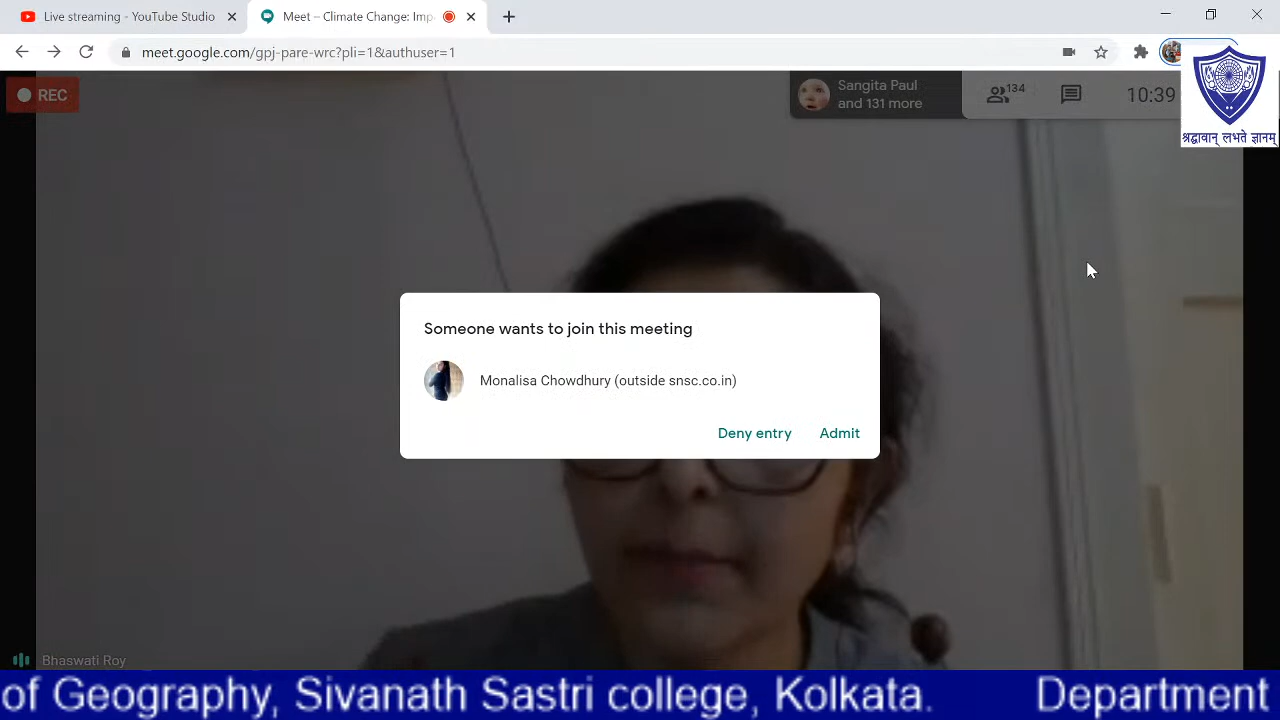 Live streaming - YouTube Studio
Meet – Climate Change: Imp
meet.google.com/gpj-pare-wrc?pli=1&authuser=1
REC
Sangita Paul
and 131 more
134
10:39
श्रद्धावान् लभते ज्ञानम्
Someone wants to join this meeting
Monalisa Chowdhury (outside snsc.co.in)
Deny entry
Admit
Bhaswati Roy
of Geography, Sivanath Sastri college, Kolkata. Department